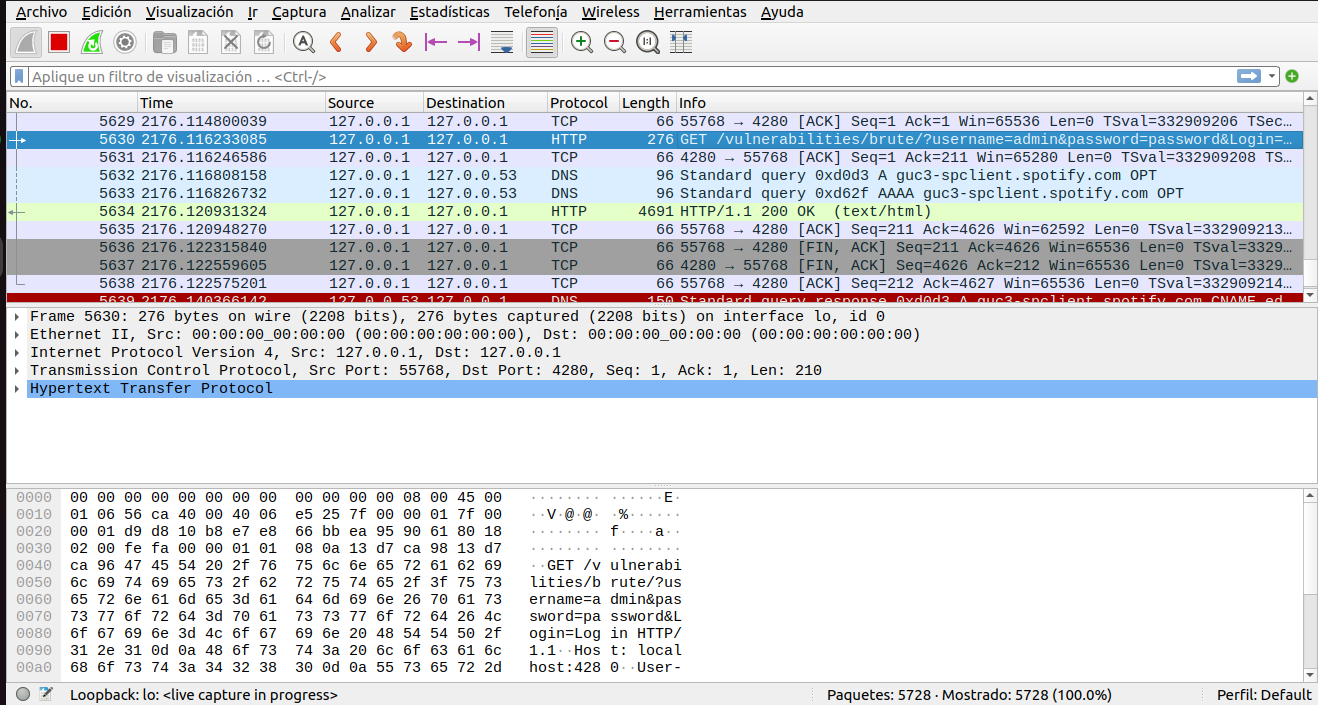 Archivo Edición Visualización Ir Captura Analizar Estadísticas Telefonía Wireless Herramientas Ayuda
Aplique un filtro de visualización … <Ctrl-/>
No. Time Source Destination Protocol Length Info
5629 2176.114800039 127.0.0.1 127.0.0.1 TCP 66 55768 → 4280 [ACK] Seq=1 Ack=1 Win=65536 Len=0 TSval=332909206 TSec…
5630 2176.116233085 127.0.0.1 127.0.0.1 HTTP 276 GET /vulnerabilities/brute/?username=admin&password=password&Login=…
5631 2176.116246586 127.0.0.1 127.0.0.1 TCP 66 4280 → 55768 [ACK] Seq=1 Ack=211 Win=65280 Len=0 TSval=332909208 TS…
5632 2176.116808158 127.0.0.1 127.0.0.53 DNS 96 Standard query 0xd0d3 A guc3-spclient.spotify.com OPT
5633 2176.116826732 127.0.0.1 127.0.0.53 DNS 96 Standard query 0xd62f AAAA guc3-spclient.spotify.com OPT
5634 2176.120931324 127.0.0.1 127.0.0.1 HTTP 4691 HTTP/1.1 200 OK (text/html)
5635 2176.120948270 127.0.0.1 127.0.0.1 TCP 66 55768 → 4280 [ACK] Seq=211 Ack=4626 Win=62592 Len=0 TSval=332909213…
5636 2176.122315840 127.0.0.1 127.0.0.1 TCP 66 55768 → 4280 [FIN, ACK] Seq=211 Ack=4626 Win=65536 Len=0 TSval=3329…
5637 2176.122559605 127.0.0.1 127.0.0.1 TCP 66 4280 → 55768 [FIN, ACK] Seq=4626 Ack=212 Win=65536 Len=0 TSval=3329…
5638 2176.122575201 127.0.0.1 127.0.0.1 TCP 66 55768 → 4280 [ACK] Seq=212 Ack=4627 Win=65536 Len=0 TSval=332909214…
5639 2176.140366142 127.0.0.53 127.0.0.1 DNS 150 Standard query response 0xd0d3 A guc3-spclient.spotify.com CNAME ed…
Frame 5630: 276 bytes on wire (2208 bits), 276 bytes captured (2208 bits) on interface lo, id 0
Ethernet II, Src: 00:00:00_00:00:00 (00:00:00:00:00:00), Dst: 00:00:00_00:00:00 (00:00:00:00:00:00)
Internet Protocol Version 4, Src: 127.0.0.1, Dst: 127.0.0.1
Transmission Control Protocol, Src Port: 55768, Dst Port: 4280, Seq: 1, Ack: 1, Len: 210
Hypertext Transfer Protocol
0000 00 00 00 00 00 00 00 00 00 00 00 00 08 00 45 00 ········ ······E·
0010 01 06 56 ca 40 00 40 06 e5 25 7f 00 00 01 7f 00 ··V·@·@· ·%······
0020 00 01 d9 d8 10 b8 e7 e8 66 bb ea 95 90 61 80 18 ········ f····a··
0030 02 00 fe fa 00 00 01 01 08 0a 13 d7 ca 98 13 d7 ········ ········
0040 ca 96 47 45 54 20 2f 76 75 6c 6e 65 72 61 62 69 ··GET /v ulnerabi
0050 6c 69 74 69 65 73 2f 62 72 75 74 65 2f 3f 75 73 lities/b rute/?us
0060 65 72 6e 61 6d 65 3d 61 64 6d 69 6e 26 70 61 73 ername=a dmin&pas
0070 73 77 6f 72 64 3d 70 61 73 73 77 6f 72 64 26 4c sword=pa ssword&L
0080 6f 67 69 6e 3d 4c 6f 67 69 6e 20 48 54 54 50 2f ogin=Log in HTTP/
0090 31 2e 31 0d 0a 48 6f 73 74 3a 20 6c 6f 63 61 6c 1.1··Hos t: local
00a0 68 6f 73 74 3a 34 32 38 30 0d 0a 55 73 65 72 2d host:428 0··User-
Loopback: lo: <live capture in progress> Paquetes: 5728 · Mostrado: 5728 (100.0%) Perfil: Default